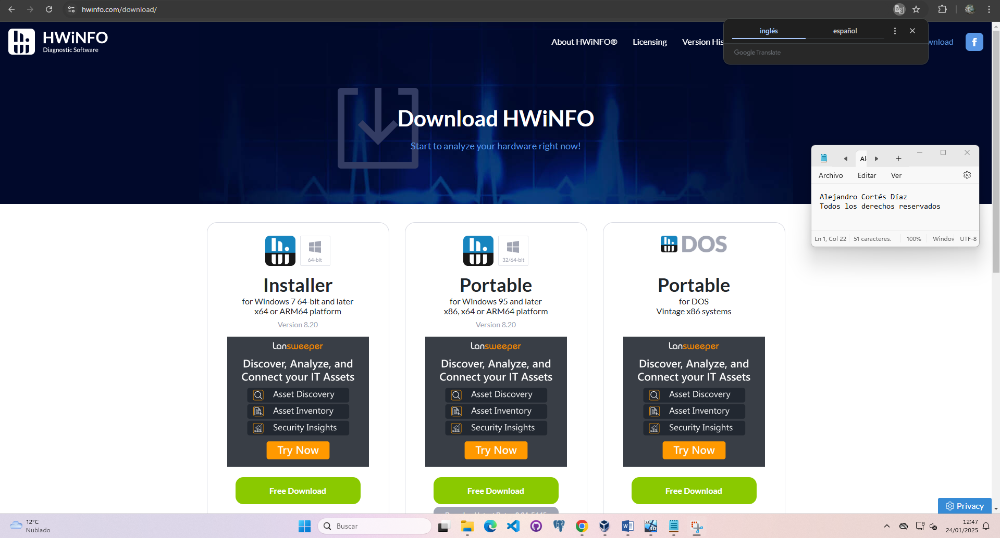 hwinfo.com/download/
HWiNFO
Diagnostic Software
About HWiNFO®
Licensing
Version His
wnload
inglés
español
Google Translate
Download HWiNFO
Start to analyze your hardware right now!
Al
Archivo
Editar
Ver
Alejandro Cortés Díaz
Todos los derechos reservados
Ln 1, Col 22
51 caracteres.
100%
Window
UTF-8
64-bit
Installer
for Windows 7 64-bit and later
x64 or ARM64 platform
Version 8.20
Lansweeper
Discover, Analyze, and
Connect your IT Assets
Asset Discovery
Asset Inventory
Security Insights
Try Now
Free Download
32/64-bit
Portable
for Windows 95 and later
x86, x64 or ARM64 platform
Version 8.20
Lansweeper
Discover, Analyze, and
Connect your IT Assets
Asset Discovery
Asset Inventory
Security Insights
Try Now
Free Download
DOS
Portable
for DOS
Vintage x86 systems
Lansweeper
Discover, Analyze, and
Connect your IT Assets
Asset Discovery
Asset Inventory
Security Insights
Try Now
Free Download
Privacy
12°C
Nublado
Buscar
12:47
24/01/2025